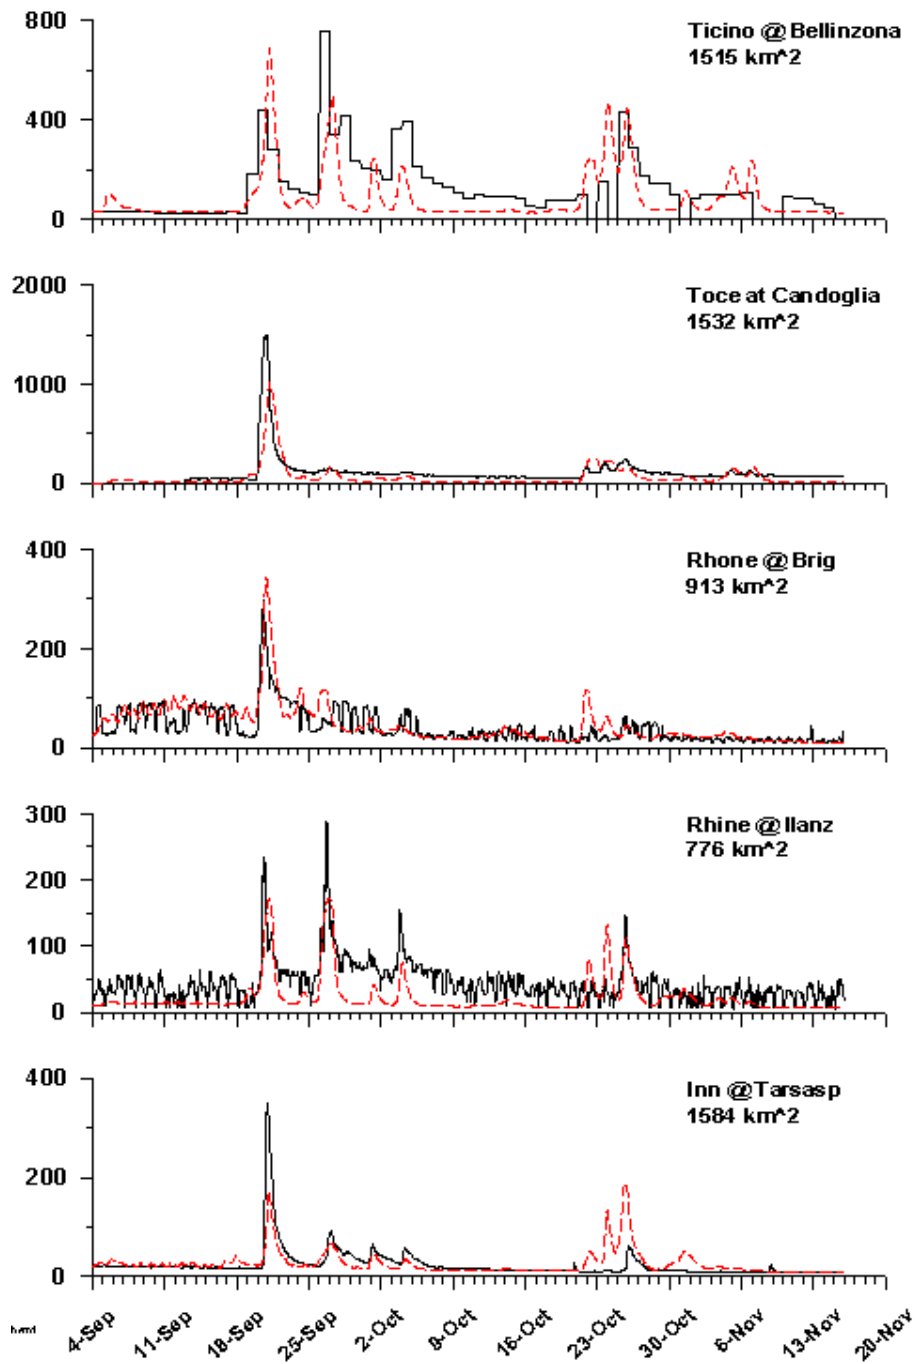 800
400
0
Ticino @ Bellinzona
1515 km^2
2000
1000
0
Toce at Candoglia
1532 km^2
400
200
0
Rhone @ Brig
913 km^2
300
200
100
0
Rhine @ Ilanz
776 km^2
400
200
0
Inn @ Tarsasp
1584 km^2
4-Sep 11-Sep 18-Sep 25-Sep 2-Oct 9-Oct 16-Oct 23-Oct 30-Oct 6-Nov 13-Nov 20-Nov